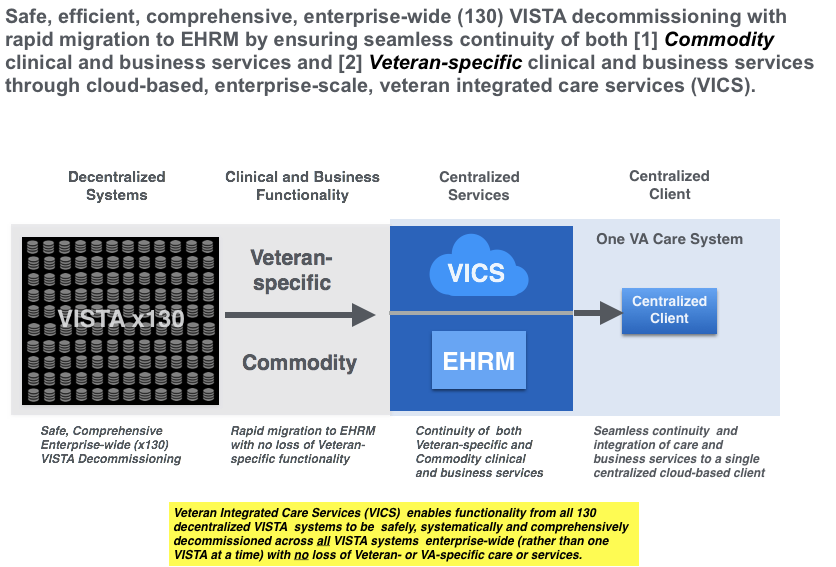 Safe, efficient, comprehensive, enterprise-wide (130) VISTA decommissioning with
rapid migration to EHRM by ensuring seamless continuity of both [1] Commodity
clinical and business services and [2] Veteran-specific clinical and business services
through cloud-based, enterprise-scale, veteran integrated care services (VICS).
Decentralized
Systems
Clinical and Business
Functionality
Centralized
Services
Centralized
Client
VISTA x130
Veteran-
specific
Commodity
VICS
EHRM
One VA Care System
Centralized
Client
Safe, Comprehensive
Enterprise-wide (x130)
VISTA Decommissioning
Rapid migration to EHRM
with no loss of Veteran-
specific functionality
Continuity of both
Veteran-specific and
Commodity clinical
and business services
Seamless continuity and
integration of care and
business services to a single
centralized cloud-based client
Veteran Integrated Care Services (VICS) enables functionality from all 130
decentralized VISTA systems to be safely, systematically and comprehensively
decommissioned across all VISTA systems enterprise-wide (rather than one
VISTA at a time) with no loss of Veteran- or VA-specific care or services.